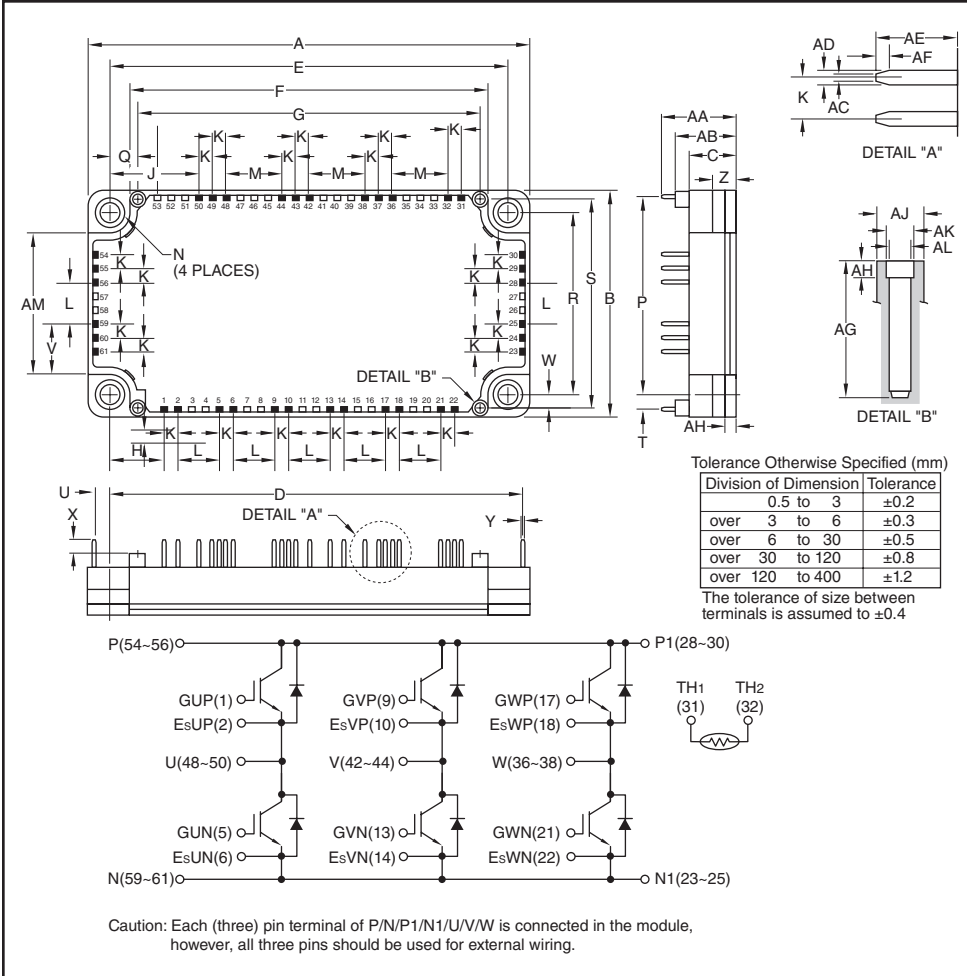 A
E
F
G
K K K K
Q K K K
J M M M
53 52 51 50 49 48 47 46 45 44 43 42 41 40 39 38 37 36 35 34 33 32 31
N
(4 PLACES)
54
55
56
57
58
59
60
61
30
29
28
27
26
25
24
23
K
K
K
K
K
K
K
K
AM
L
V
L
R
S
B
W
DETAIL "B"
1 2 3 4 5 6 7 8 9 10 11 12 13 14 15 16 17 18 19 20 21 22
K K K K K K
H L L L L L
AA
AB
C
Z
P
AH
T
AE
AD
AF
K
AC
DETAIL "A"
AJ
AK
AL
AH
AG
DETAIL "B"
U
D
X
DETAIL "A"
Y
Tolerance Otherwise Specified (mm)
Division of Dimension Tolerance
0.5 to 3 ±0.2
over 3 to 6 ±0.3
over 6 to 30 ±0.5
over 30 to 120 ±0.8
over 120 to 400 ±1.2
The tolerance of size between
terminals is assumed to ±0.4
P(54~56) P1(28~30)
GUP(1) GVP(9) GWP(17)
EsUP(2) EsVP(10) EsWP(18)
TH1 TH2
(31) (32)
U(48~50) V(42~44) W(36~38)
GUN(5) GVN(13) GWN(21)
EsUN(6) EsVN(14) EsWN(22)
N(59~61) N1(23~25)
Caution: Each (three) pin terminal of P/N/P1/N1/U/V/W is connected in the module,
however, all three pins should be used for external wiring.